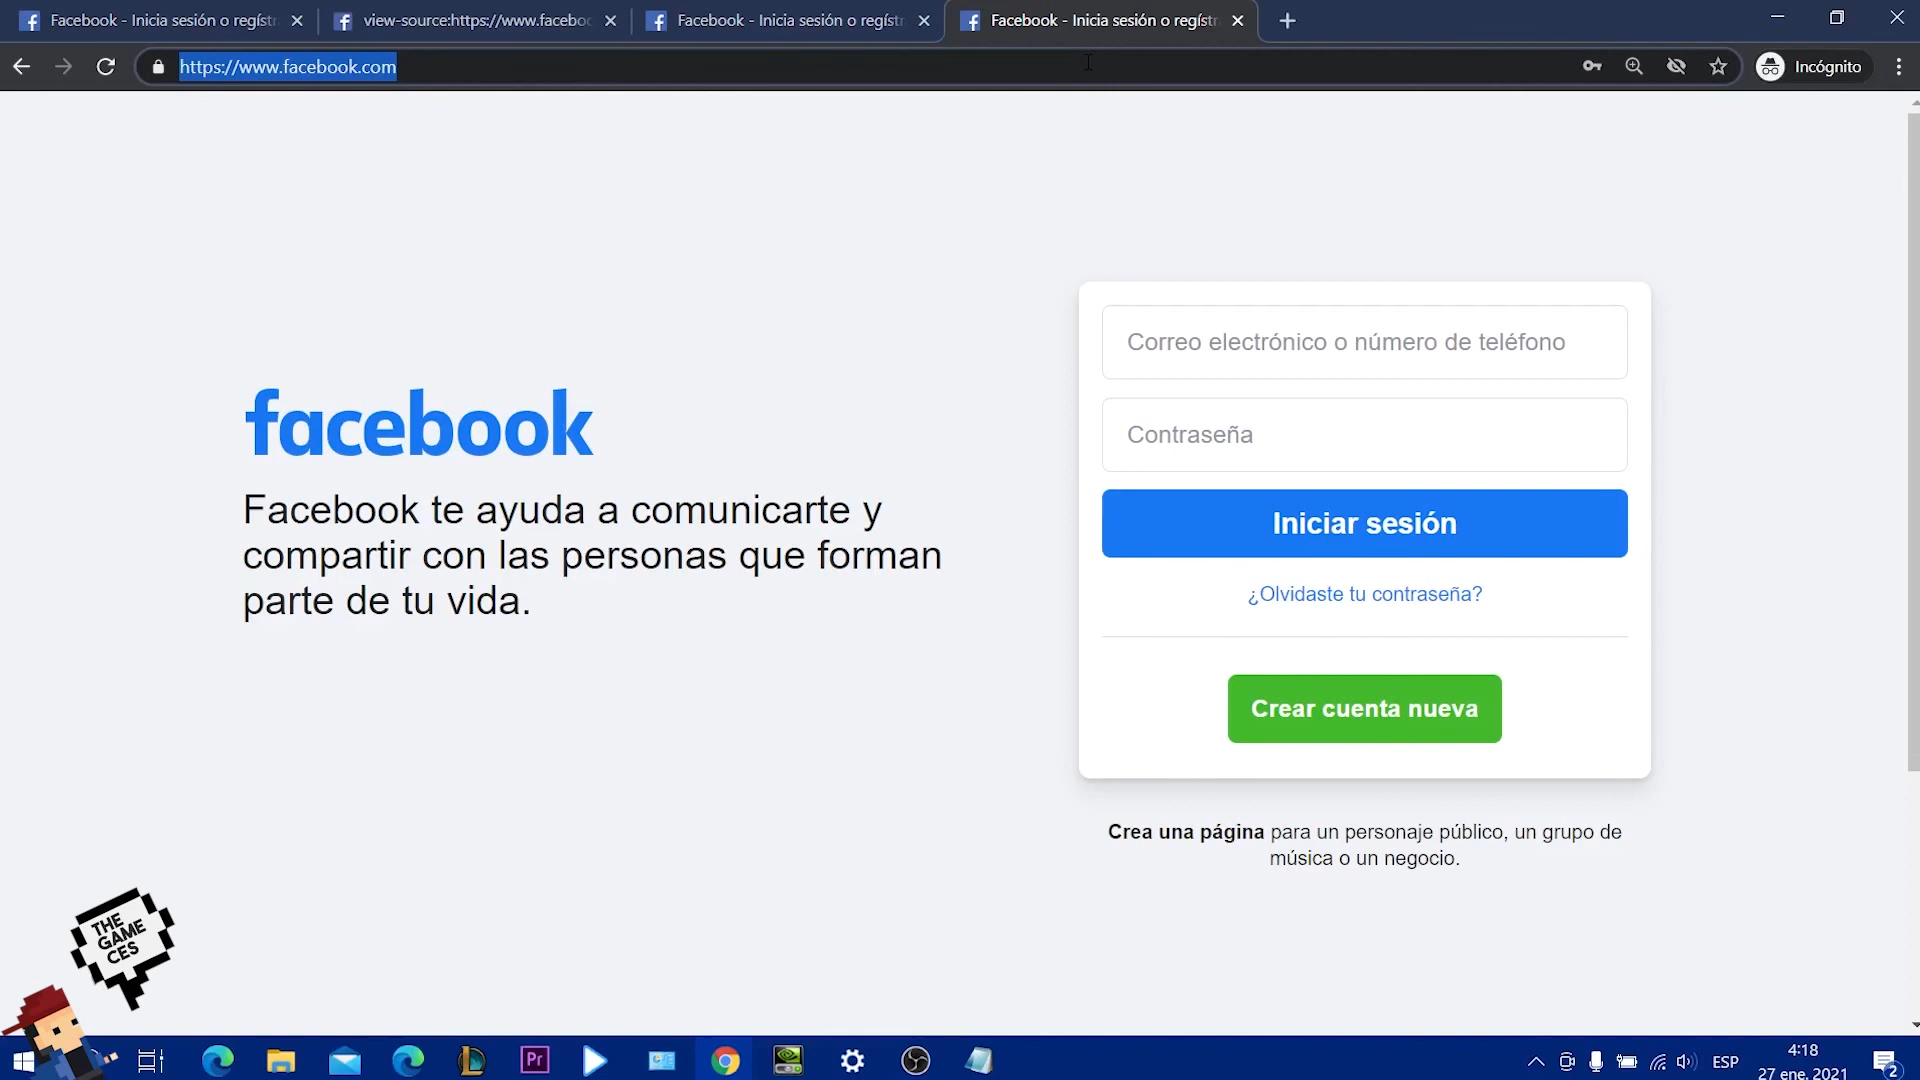 Facebook - Inicia sesión o regístr
view-source:https://www.facebo
Facebook - Inicia sesión o regístr
Facebook - Inicia sesión o regístr
https://www.facebook.com
Incógnito
facebook
Facebook te ayuda a comunicarte y
compartir con las personas que forman
parte de tu vida.
Correo electrónico o número de teléfono
Contraseña
Iniciar sesión
¿Olvidaste tu contraseña?
Crear cuenta nueva
Crea una página para un personaje público, un grupo de
música o un negocio.
THE
GAME
CES
Pr
ESP
4:18
27 ene. 2021
2